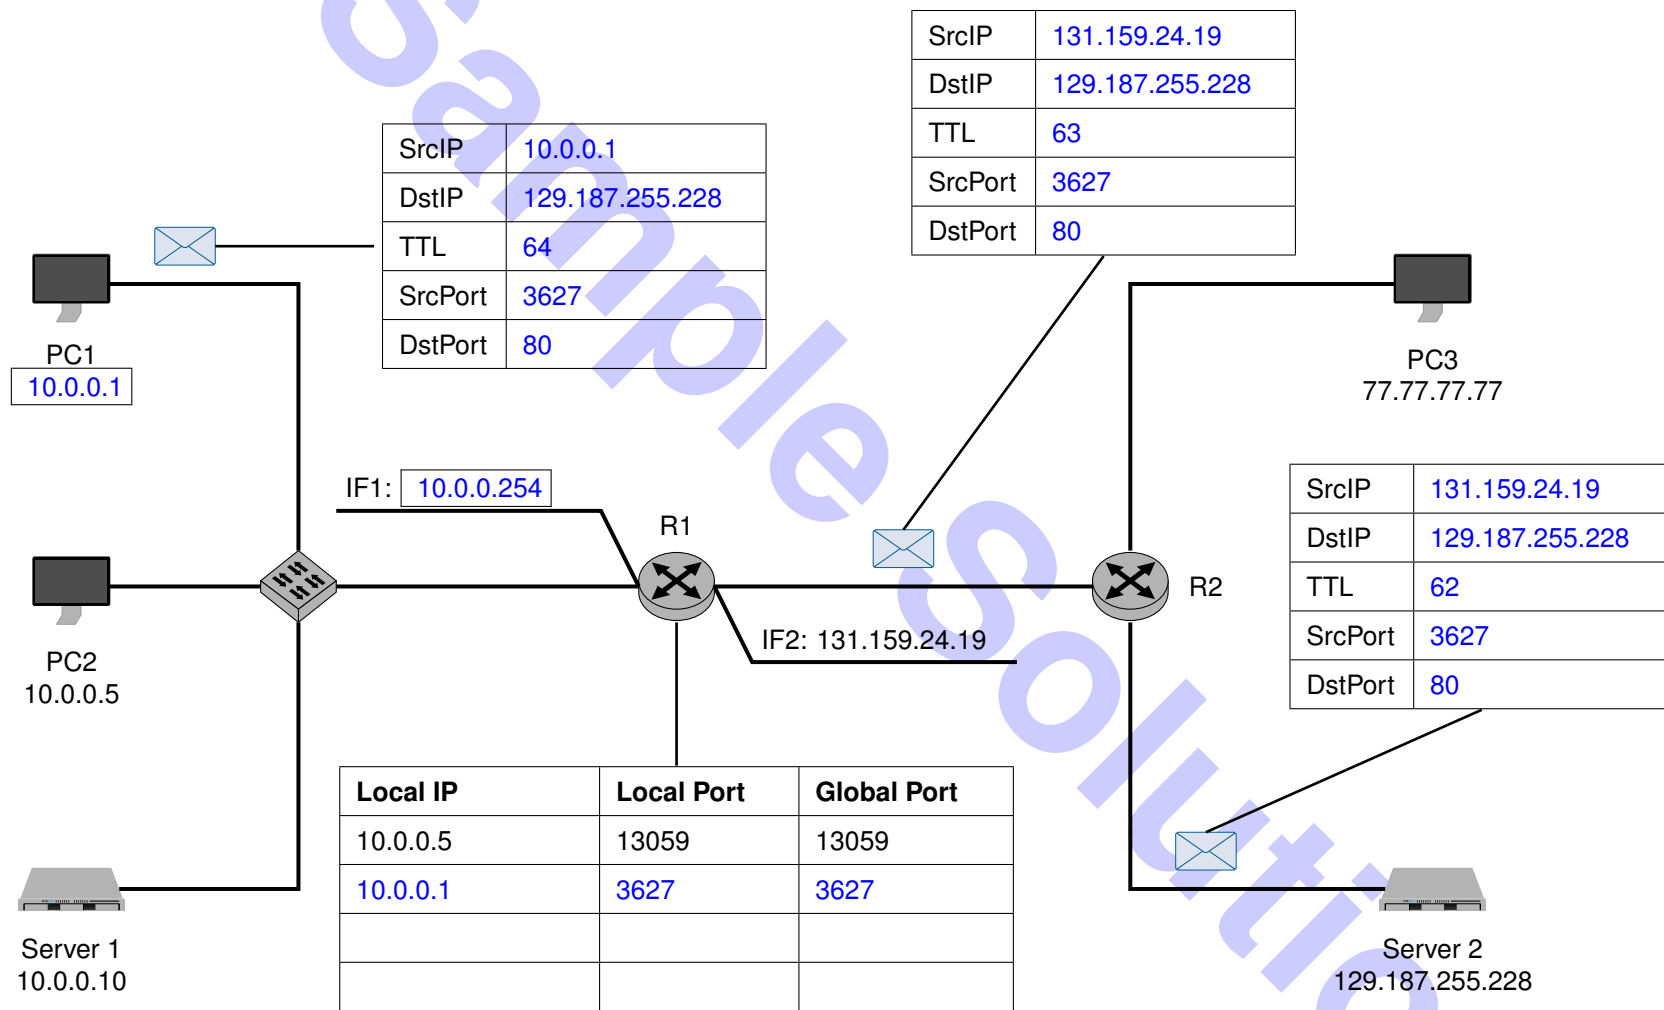 SrcIP 131.159.24.19
DstIP 129.187.255.228
TTL 63
SrcPort 3627
DstPort 80
SrcIP 10.0.0.1
DstIP 129.187.255.228
TTL 64
SrcPort 3627
DstPort 80
PC1
10.0.0.1
PC3
77.77.77.77
IF1: 10.0.0.254
R1
SrcIP 131.159.24.19
DstIP 129.187.255.228
TTL 62
SrcPort 3627
DstPort 80
R2
IF2: 131.159.24.19
PC2
10.0.0.5
Local IP Local Port Global Port
10.0.0.5 13059 13059
10.0.0.1 3627 3627
Server 1
10.0.0.10
Server 2
129.187.255.228
Sample Solutio